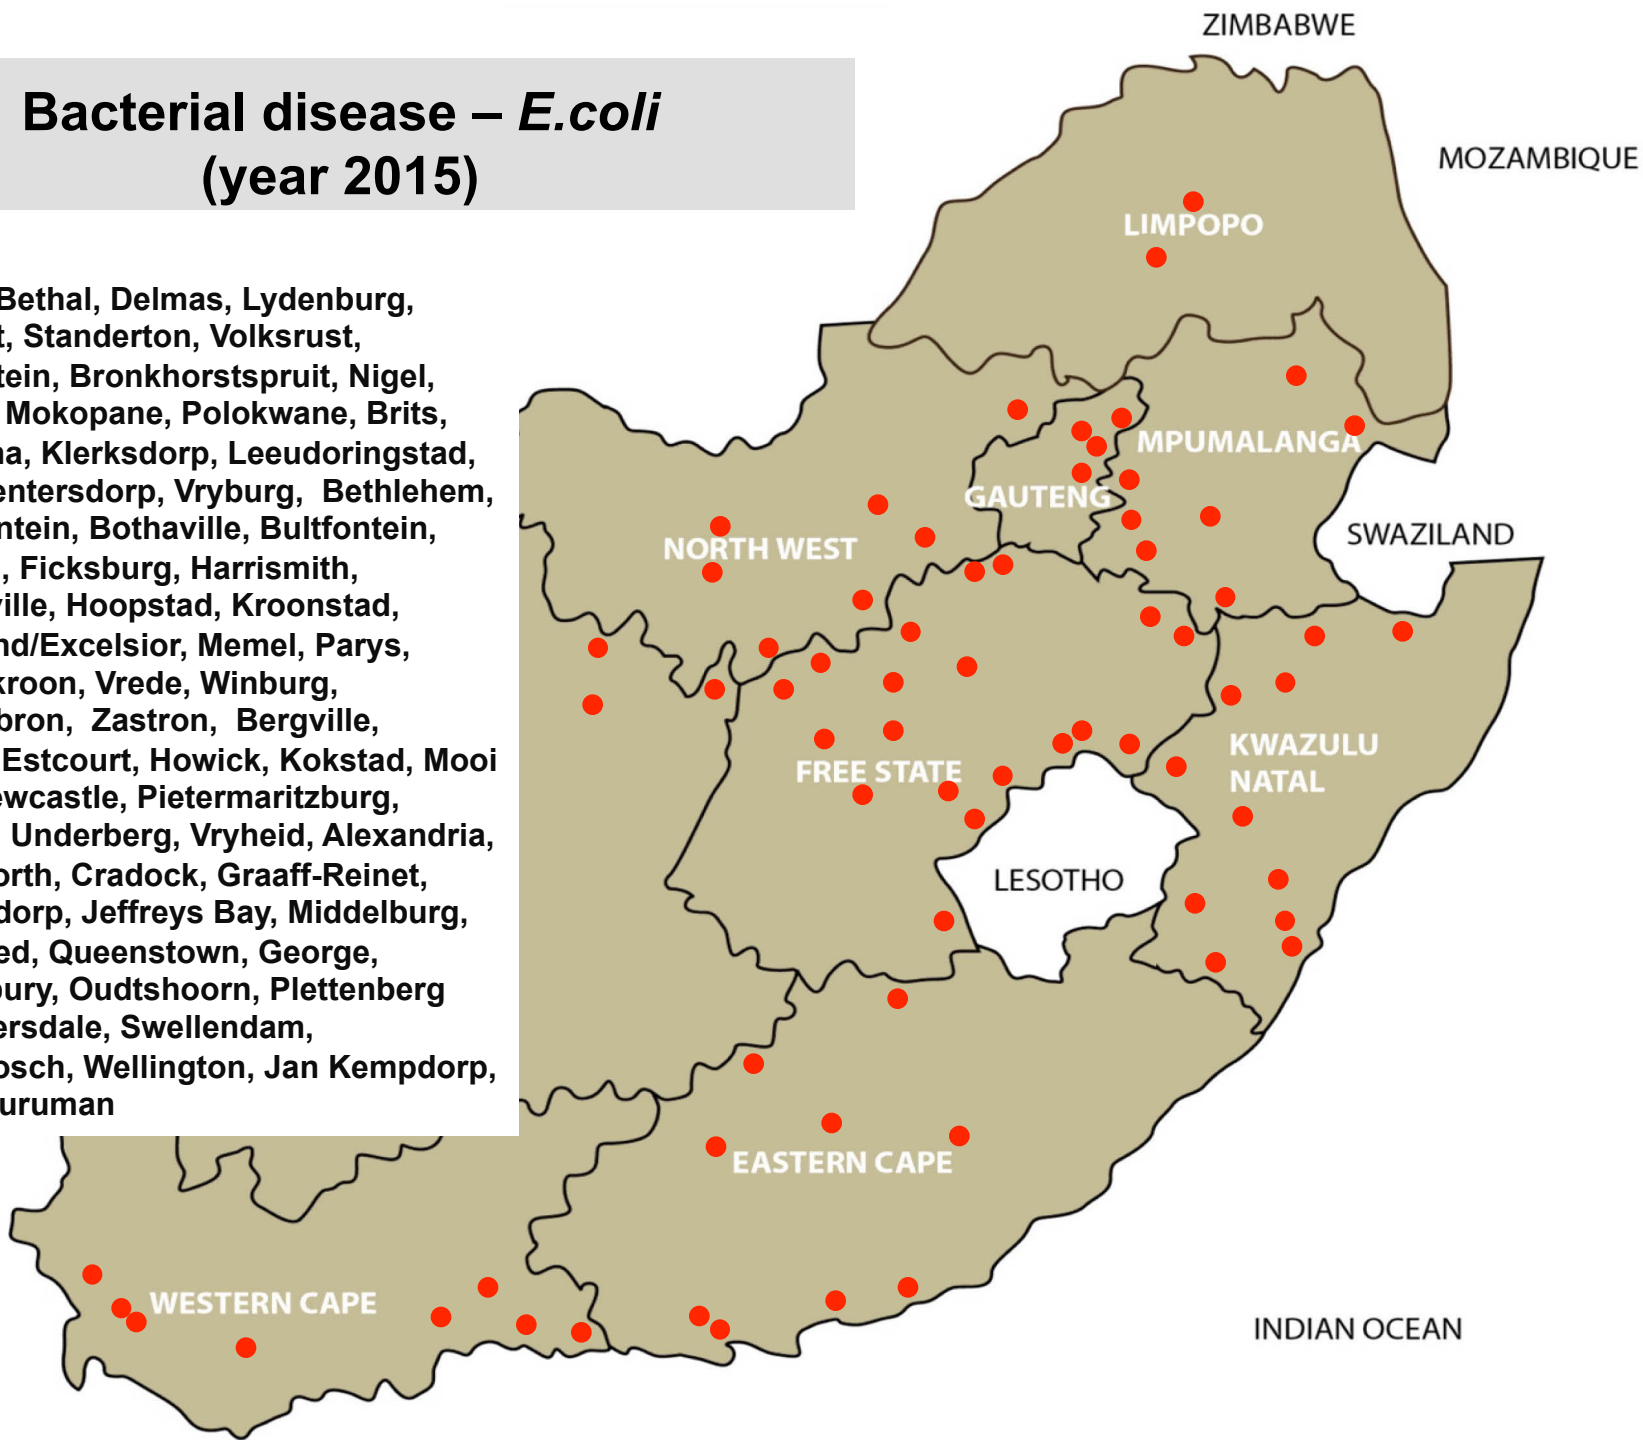 Bacterial disease – E.coli
(year 2015)
Bethal, Delmas, Lydenburg,
t, Standerton, Volksrust,
tein, Bronkhorstspruit, Nigel,
Mokopane, Polokwane, Brits,
na, Klerksdorp, Leeudoringstad,
entersdorp, Vryburg, Bethlehem,
ntein, Bothaville, Bultfontein,
, Ficksburg, Harrismith,
ville, Hoopstad, Kroonstad,
nd/Excelsior, Memel, Parys,
kroon, Vrede, Winburg,
bron, Zastron, Bergville,
Estcourt, Howick, Kokstad, Mooi
ewcastle, Pietermaritzburg,
Underberg, Vryheid, Alexandria,
orth, Cradock, Graaff-Reinet,
dorp, Jeffreys Bay, Middelburg,
ed, Queenstown, George,
bury, Oudtshoorn, Plettenberg
ersdale, Swellendam,
osch, Wellington, Jan Kempdorp,
uruman
ZIMBABWE
MOZAMBIQUE
LIMPOPO
MPUMALANGA
GAUTENG
SWAZILAND
NORTH WEST
KWAZULU
NATAL
FREE STATE
LESOTHO
EASTERN CAPE
WESTERN CAPE
INDIAN OCEAN